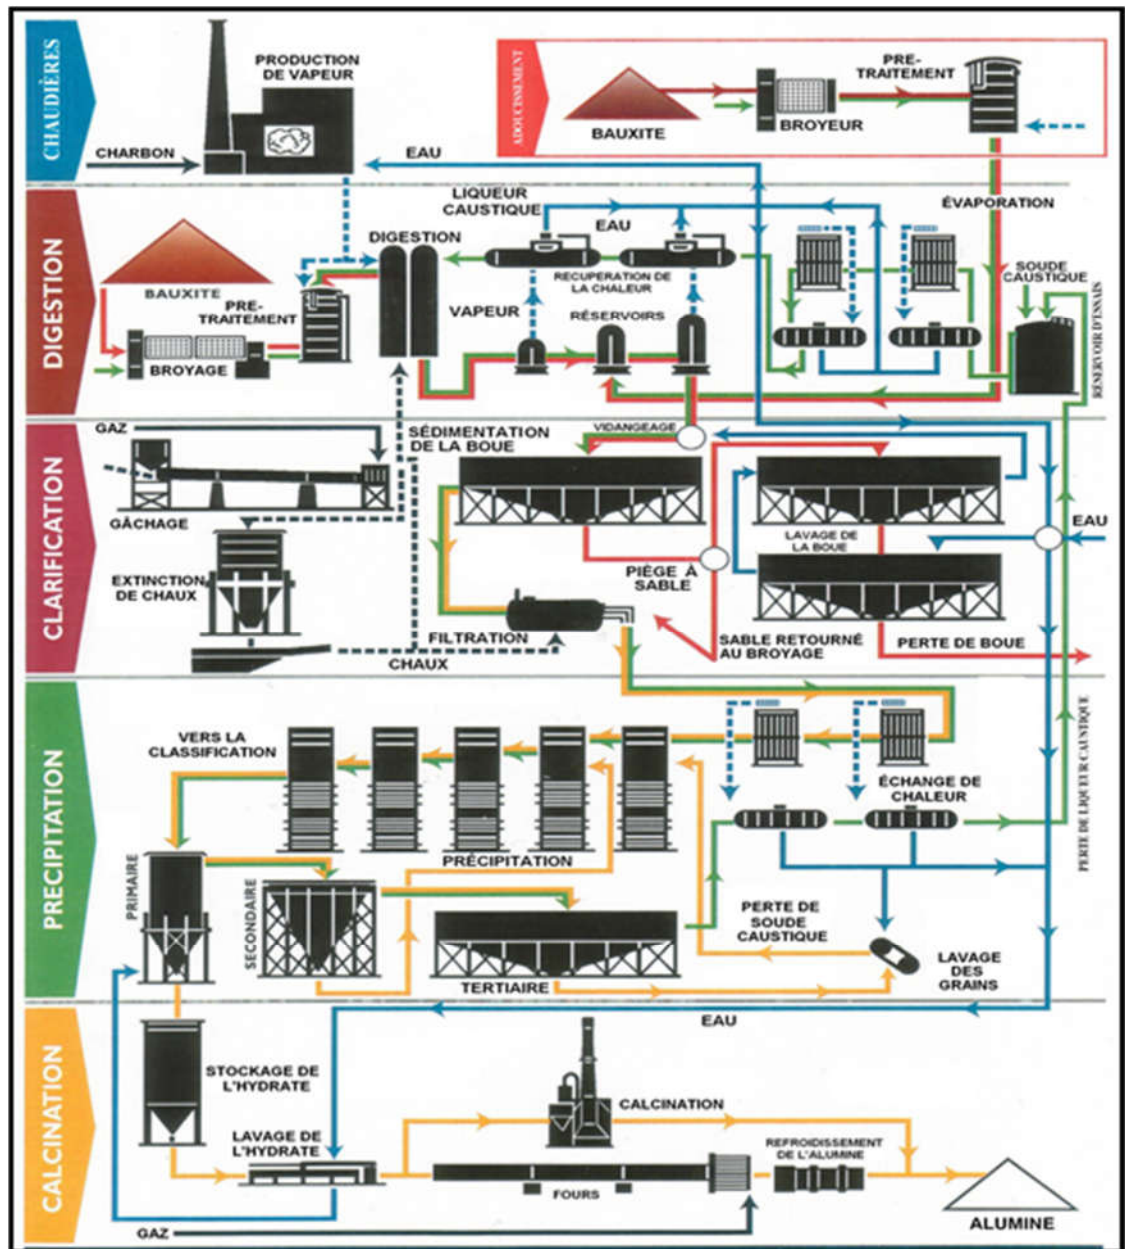 CHAUDIÈRES
PRODUCTION
DE VAPEUR
CHARBON
EAU
ADOUCISSEMENT
BAUXITE
BROYEUR
PRE-
TRAITEMENT
DIGESTION
BAUXITE
PRE-
TRAITEMENT
BROYAGE
DIGESTION
LIQUEUR
CAUSTIQUE
EAU
RECUPERATION DE
LA CHALEUR
VAPEUR
RÉSERVOIRS
ÉVAPORATION
SOUDE
CAUSTIQUE
RÉSERVOIR D'ESSAIS
CLARIFICATION
GAZ
GÂCHAGE
EXTINCTION
DE CHAUX
SÉDIMENTATION
DE LA BOUE
VIDANGEAGE
LAVAGE DE
LA BOUE
EAU
PIÈGE À
SABLE
FILTRATION
CHAUX
SABLE RETOURNÉ
AU BROYAGE
PERTE DE BOUE
PRECIPITATION
VERS LA
CLASSIFICATION
PRÉCIPITATION
ÉCHANGE DE
CHALEUR
PERTE DE LIQUEUR CAUSTIQUE
PRIMAIRE
SECONDAIRE
TERTIAIRE
PERTE DE
SOUDE
CAUSTIQUE
LAVAGE
DES
GRAINS
CALCINATION
EAU
STOCKAGE DE
L'HYDRATE
LAVAGE DE
L'HYDRATE
CALCINATION
REFROIDISSEMENT
DE L'ALUMINE
FOURS
GAZ
ALUMINE